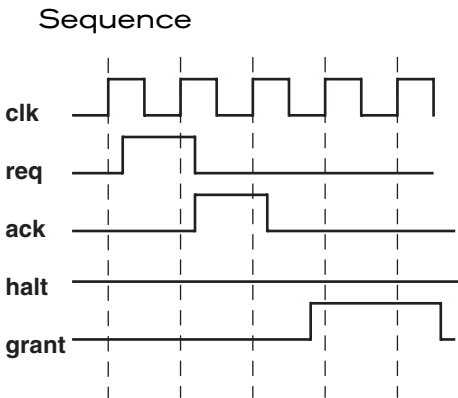 Sequence
clk
req
ack
halt
grant